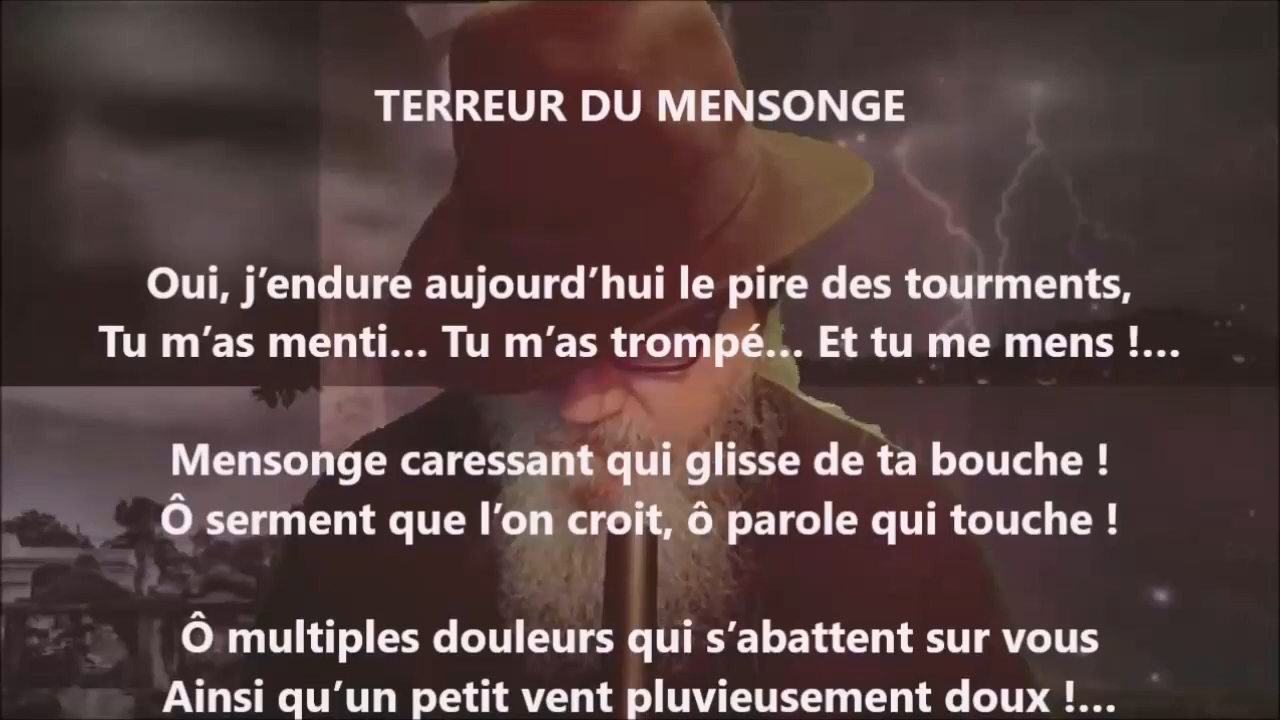 TERREUR DU MENSONGE
Oui, j’endure aujourd’hui le pire des tourments,
Tu m’as menti... Tu m’as trompé... Et tu me mens !...
Mensonge caressant qui glisse de ta bouche !
Ô serment que l’on croit, ô parole qui touche !
Ô multiples douleurs qui s’abattent sur vous
Ainsi qu’un petit vent pluvieusement doux !...